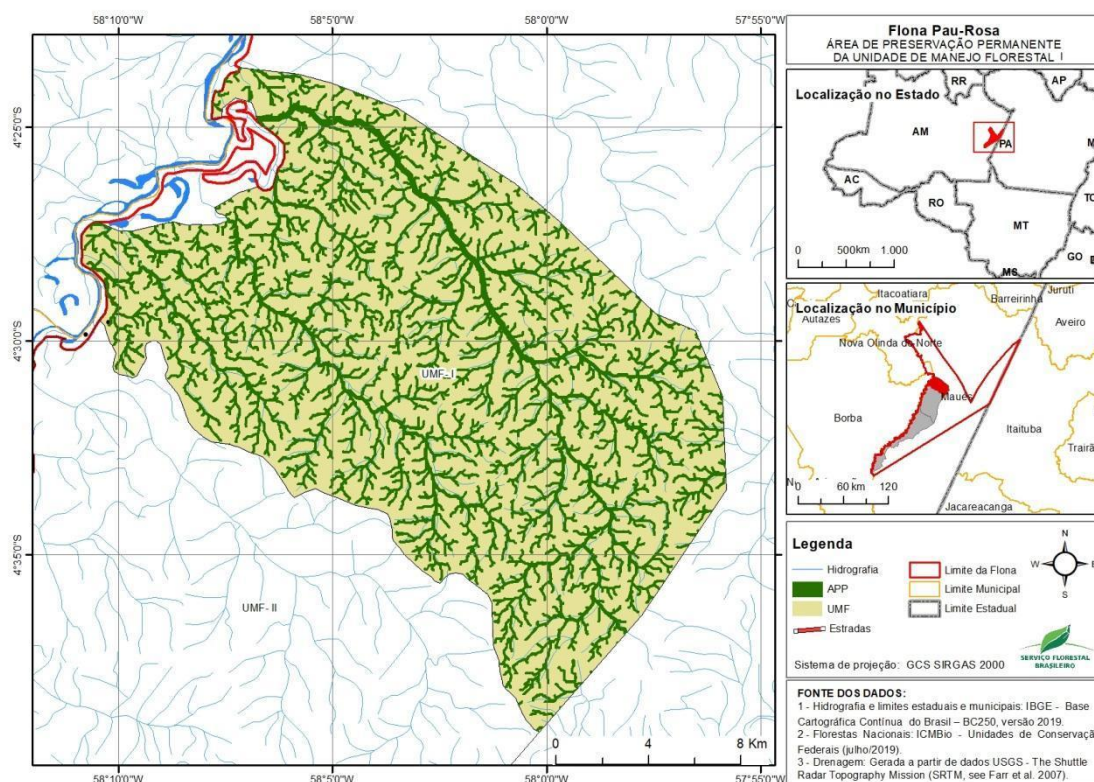 58°10'0"W
58°5'0"W
58°0'0"W
57°55'0"W
4°25'0"S
4°30'0"S
4°35'0"S
UMF- I
UMF- II
0 2 4 8 Km
58°10'0"W
58°5'0"W
58°0'0"W
Flona Pau-Rosa
ÁREA DE PRESERVAÇÃO PERMANENTE
DA UNIDADE DE MANEJO FLORESTAL I
Localização no Estado
RR
AP
AM
PA
M
AC
RO
TO
MT
GO
MS
0 500km 1.000
Localização no Município
Itacoatiara
Juruti
Barreirinha
Autazes
Aveiro
Nova Olinda do Norte
Maués
Borba
Itaituba
Trairã
N
0 60 km 120
Jacareacanga
Legenda
Hidrografia
APP
UMF
Estradas
Limite da Flona
Limite Municipal
Limite Estadual
N
W E
S
SERVIÇO FLORESTAL
BRASILEIRO
Sistema de projeção: GCS SIRGAS 2000
FONTE DOS DADOS:
1 - Hidrografia e limites estaduais e municipais: IBGE - Base
Cartográfica Contínua do Brasil – BC250, versão 2019.
2 - Florestas Nacionais: ICMBio - Unidades de Conservaçã
Federais (julho/2019).
3 - Drenagem: Gerada a partir de dados USGS - The Shuttle
Radar Topography Mission (SRTM, see Farr et al. 2007).